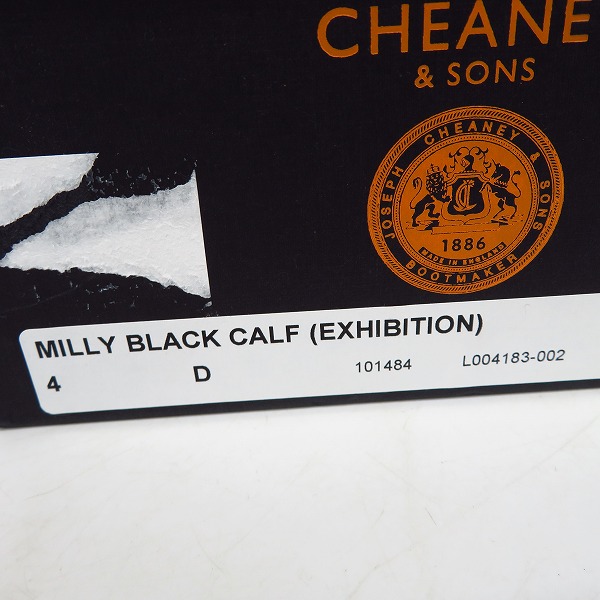 CHEANE
& SONS
JOSEPH CHEANEY & SONS
1886
MADE IN ENGLAND
BOOTMAKER
MILLY BLACK CALF (EXHIBITION)
4 D 101484 L004183-002